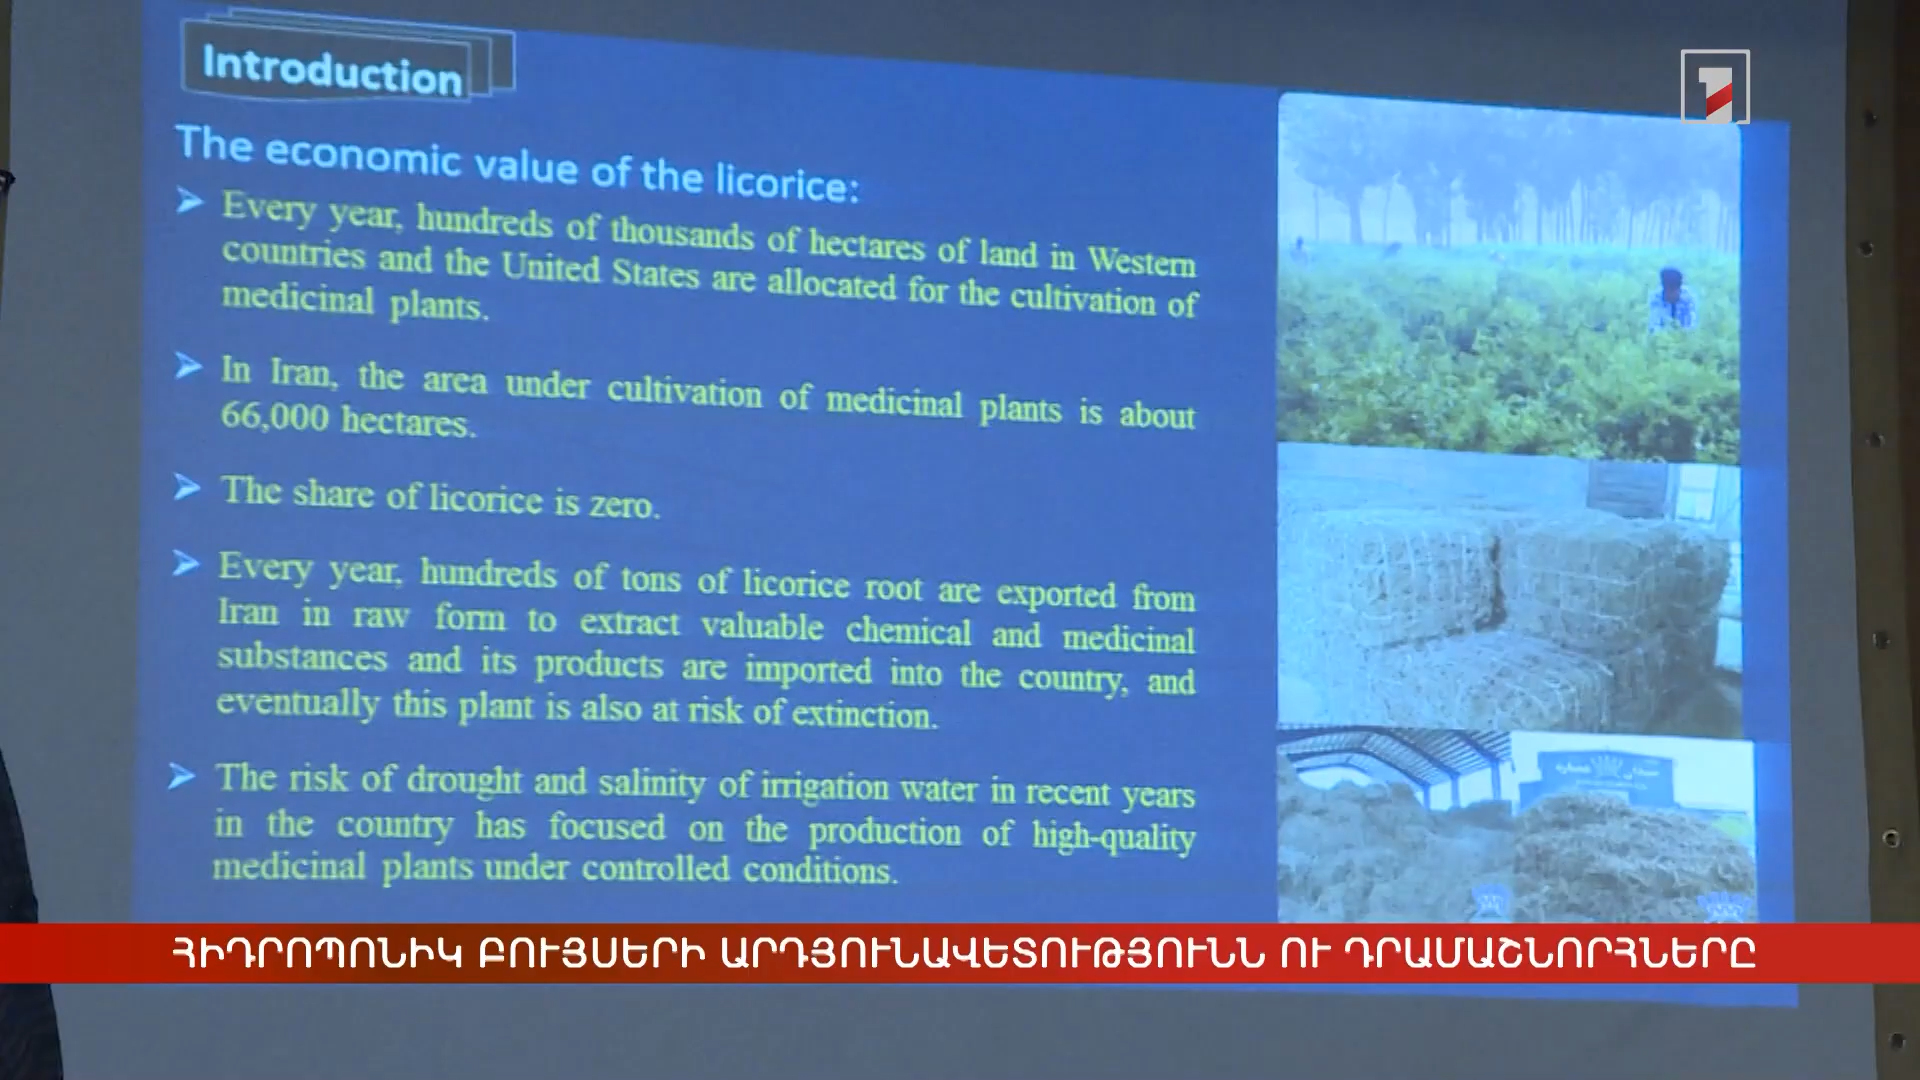 Introduction
The economic value of the licorice:
➢ Every year, hundreds of thousands of hectares of land in Western
countries and the United States are allocated for the cultivation of
medicinal plants.
➢ In Iran, the area under cultivation of medicinal plants is about
66,000 hectares.
➢ The share of licorice is zero.
➢ Every year, hundreds of tons of licorice root are exported from
Iran in raw form to extract valuable chemical and medicinal
substances and its products are imported into the country, and
eventually this plant is also at risk of extinction.
➢ The risk of drought and salinity of irrigation water in recent years
in the country has focused on the production of high-quality
medicinal plants under controlled conditions.
ՀԻԴՐՈՊՈՆԻԿ ԲՈՒՅՍԵՐԻ ԱՐԴՅՈՒՆԱՎԵՏՈՒԹՅՈՒՆՆ ՈՒ ԴՐԱՄԱՇՆՈՐՀՆԵՐԸ